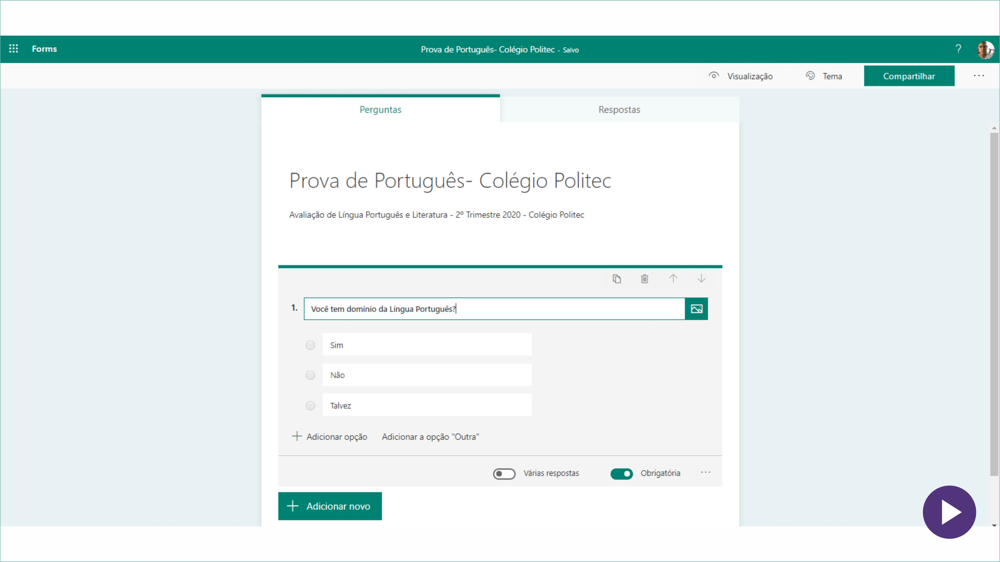 Forms
Prova de Português- Colégio Politec - Salvo
?
Visualização
Tema
Compartilhar
...
Perguntas
Respostas
Prova de Português- Colégio Politec
Avaliação de Língua Português e Literatura - 2º Trimestre 2020 - Colégio Politec
1. Você tem domínio da Língua Português?
Sim
Não
Talvez
Adicionar opção
Adicionar a opção "Outra"
Várias respostas
Obrigatória
...
Adicionar novo